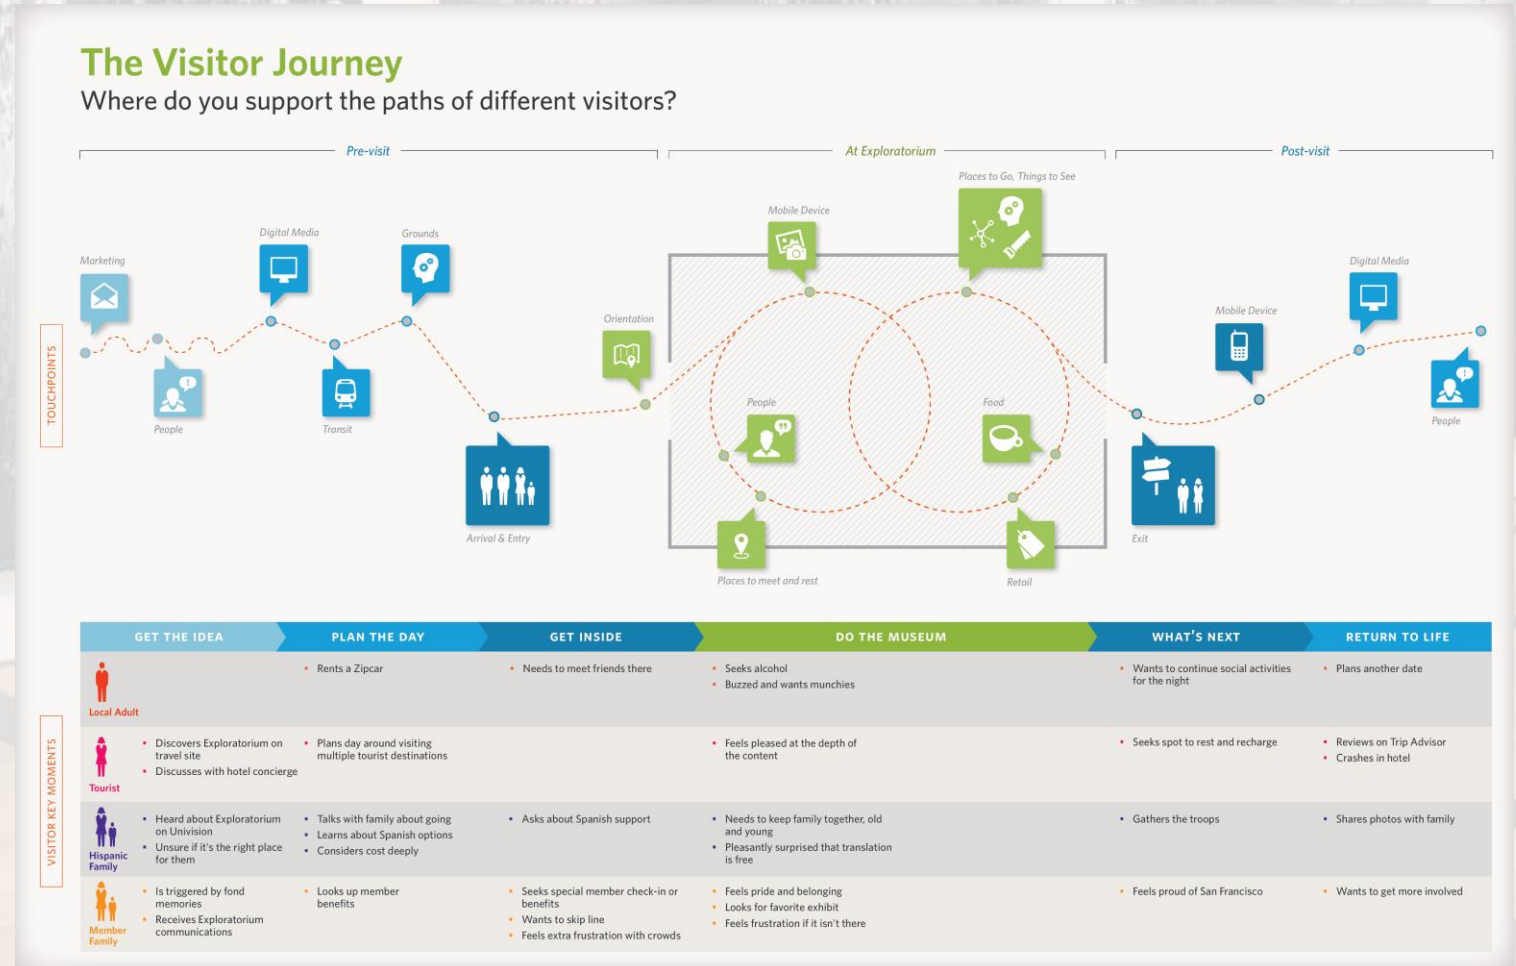 The Visitor Journey
Where do you support the paths of different visitors?
Pre-visit
At Exploratorium
Post-visit
Places to Go, Things to See
Mobile Device
Digital Media
Grounds
Marketing
Digital Media
Mobile Device
Orientation
TOUCHPOINTS
People
Food
People
Transit
People
Arrival & Entry
Exit
Places to meet and rest
Retail
GET THE IDEA
PLAN THE DAY
GET INSIDE
DO THE MUSEUM
WHAT'S NEXT
RETURN TO LIFE
VISITOR KEY MOMENTS
Local Adult
• Rents a Zipcar
• Needs to meet friends there
• Seeks alcohol
• Buzzed and wants munchies
• Wants to continue social activities
for the night
• Plans another date
Tourist
• Discovers Exploratorium on
travel site
• Discusses with hotel concierge
• Plans day around visiting
multiple tourist destinations
• Feels pleased at the depth of
the content
• Seeks spot to rest and recharge
• Reviews on Trip Advisor
• Crashes in hotel
Hispanic
Family
• Heard about Exploratorium
on Univision
• Unsure if it's the right place
for them
• Talks with family about going
• Learns about Spanish options
• Considers cost deeply
• Asks about Spanish support
• Needs to keep family together, old
and young
• Pleasantly surprised that translation
is free
• Gathers the troops
• Shares photos with family
Member
Family
• Is triggered by fond
memories
• Receives Exploratorium
communications
• Looks up member
benefits
• Seeks special member check-in or
benefits
• Wants to skip line
• Feels extra frustration with crowds
• Feels pride and belonging
• Looks for favorite exhibit
• Feels frustration if it isn't there
• Feels proud of San Francisco
• Wants to get more involved